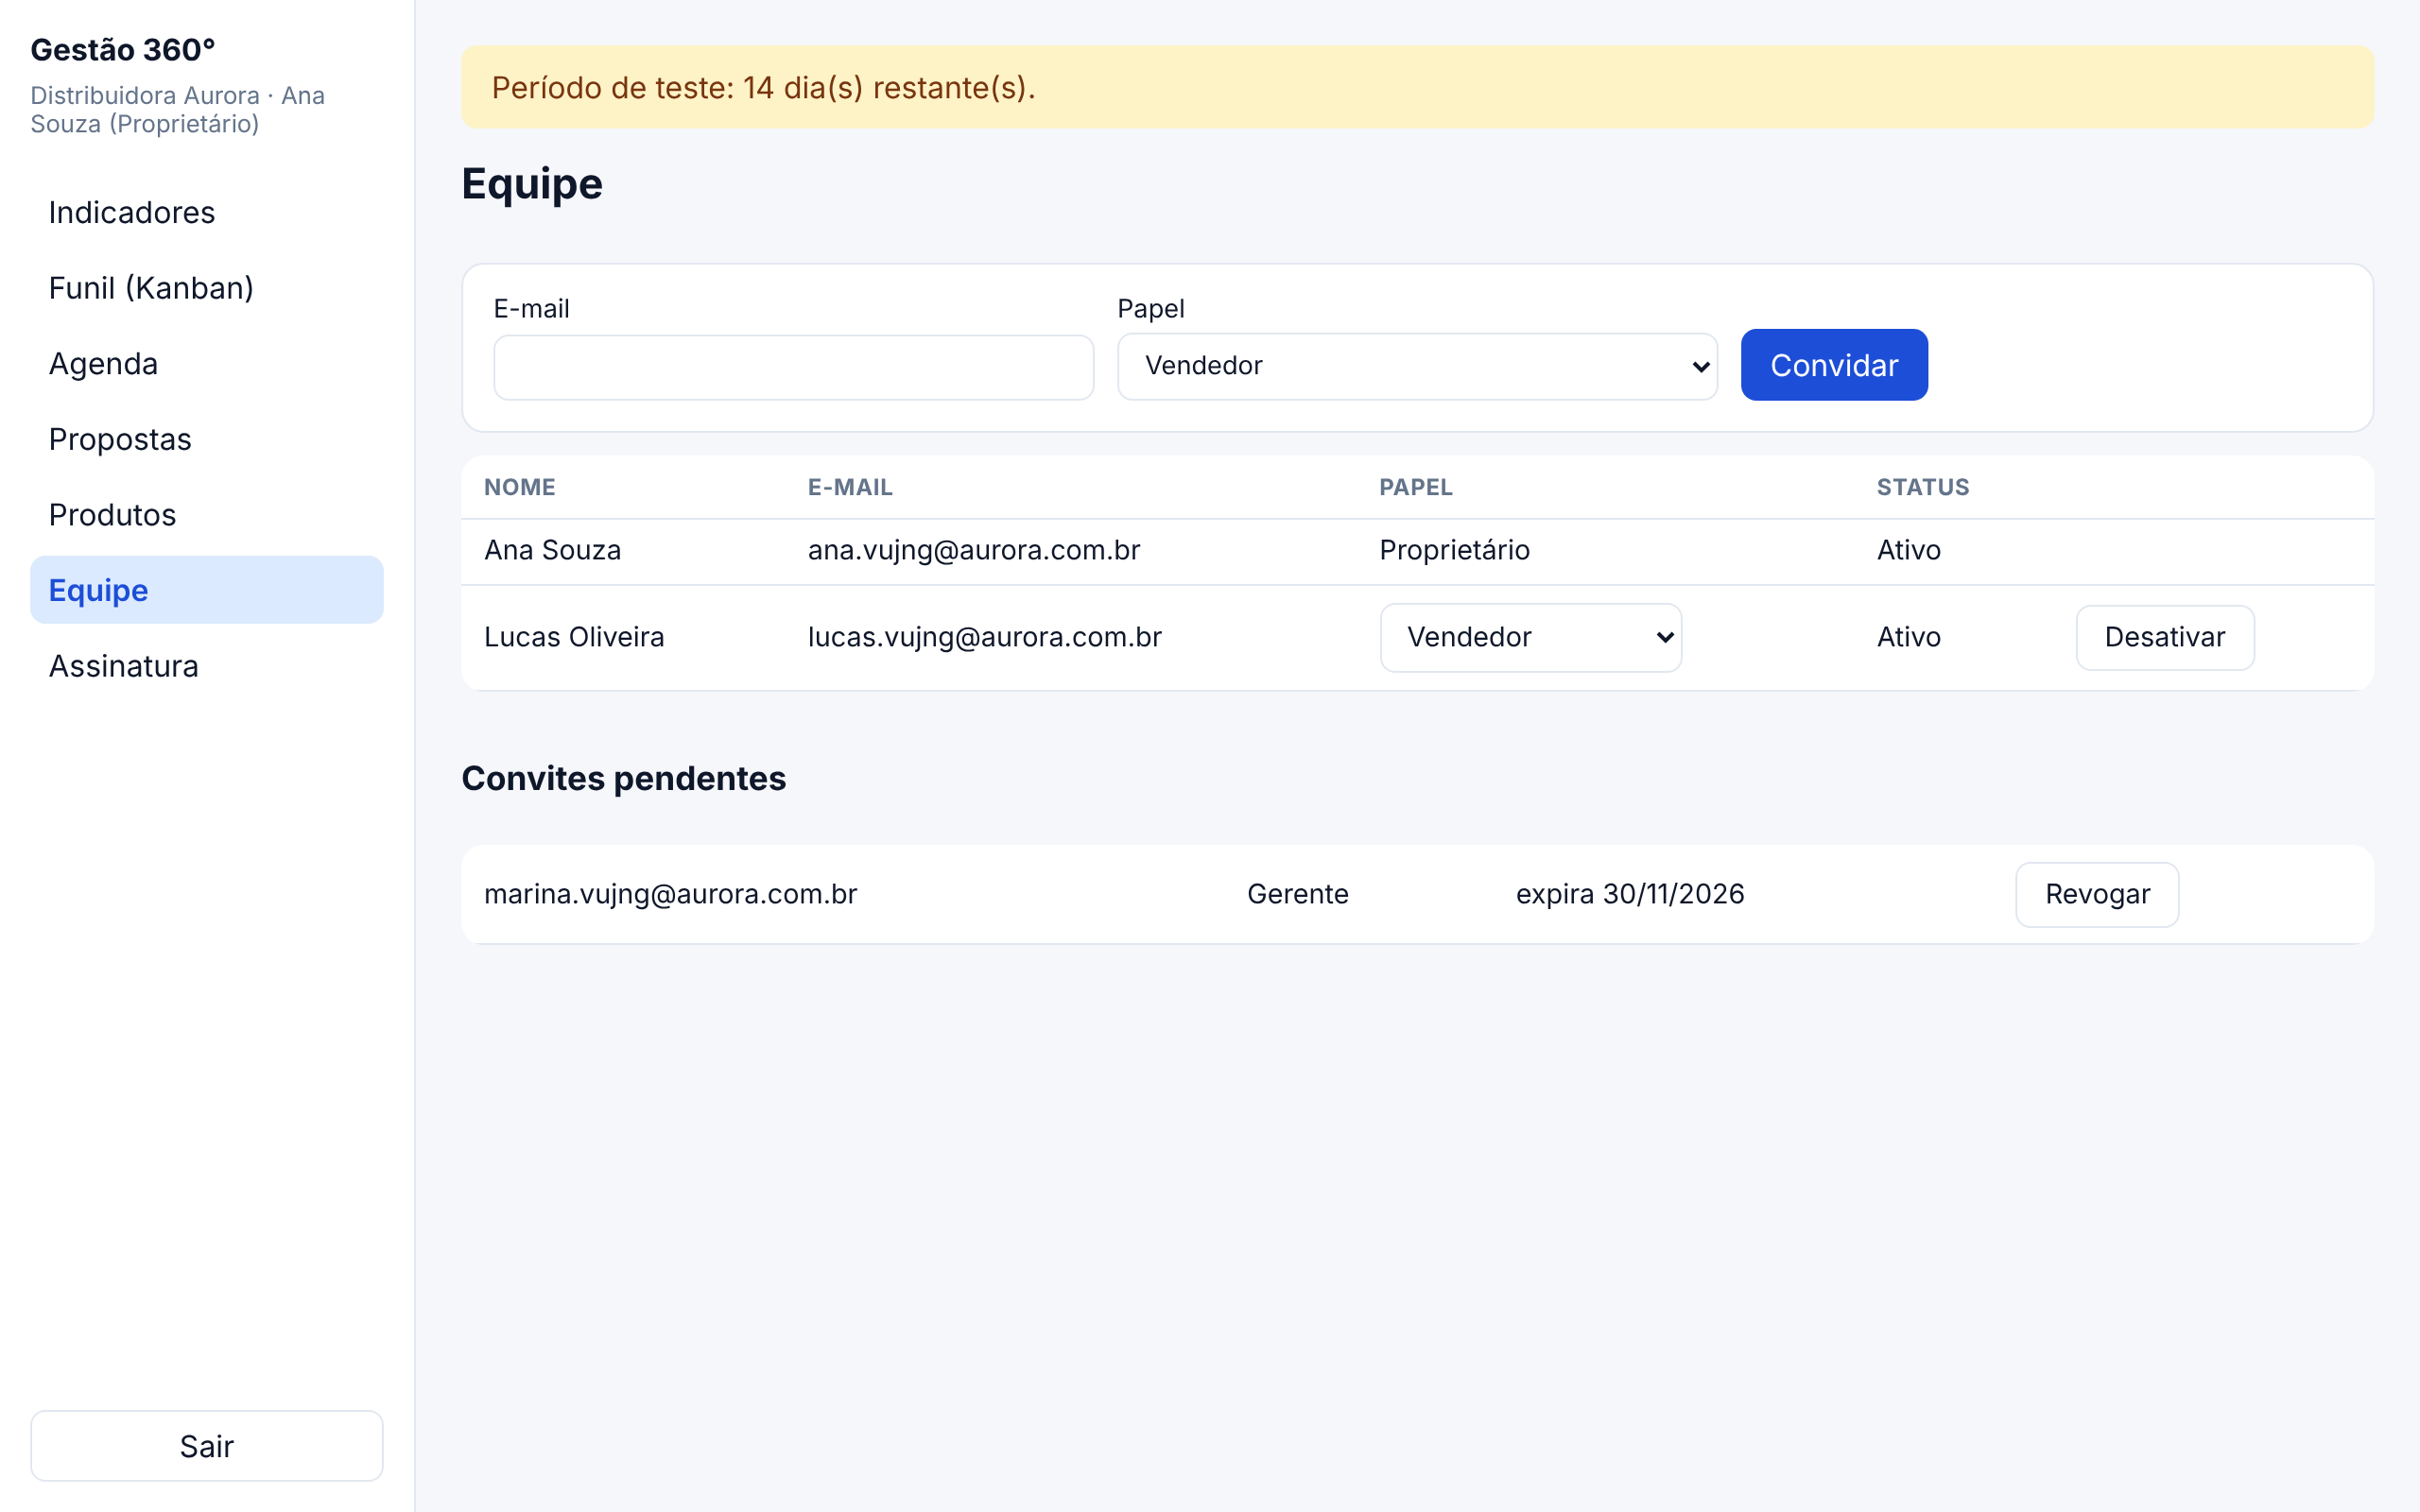 Gestão 360°
Distribuidora Aurora · Ana
Souza (Proprietário)
Indicadores
Funil (Kanban)
Agenda
Propostas
Produtos
Equipe
Assinatura
Sair
Período de teste: 14 dia(s) restante(s).
Equipe
E-mail Papel
Vendedor Convidar
NOME E-MAIL PAPEL STATUS
Ana Souza ana.vujng@aurora.com.br Proprietário Ativo
Lucas Oliveira lucas.vujng@aurora.com.br Vendedor Ativo Desativar
Convites pendentes
marina.vujng@aurora.com.br Gerente expira 30/11/2026 Revogar